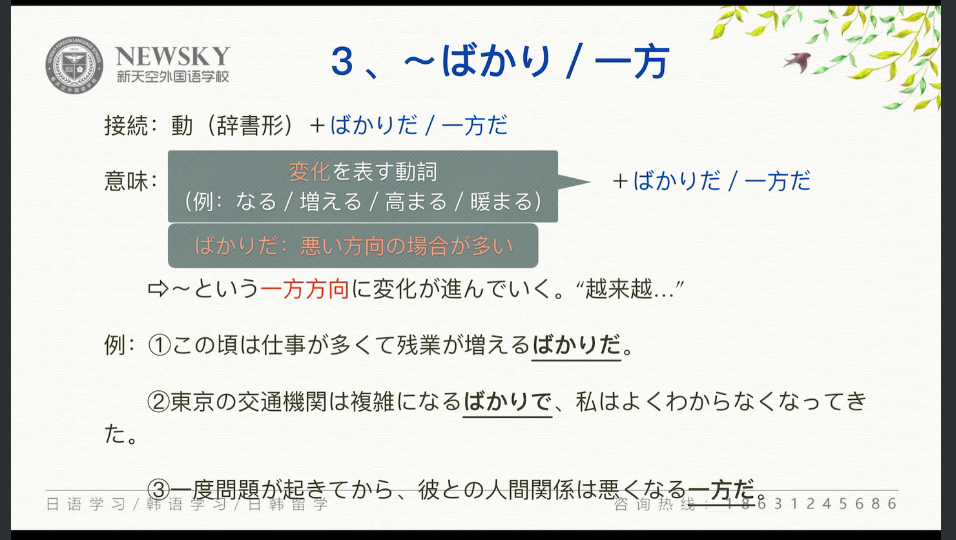 NEWSKY
新天空外国语学校
3、～ばかり / 一方
接続：動（辞書形）＋ばかりだ / 一方だ
意味：
変化を表す動詞
（例：なる / 増える / 高まる / 暖まる）
＋ばかりだ / 一方だ
ばかりだ：悪い方向の場合が多い
⇨～という一方方向に変化が進んでいく。“越来越…”
例：①この頃は仕事が多くて残業が増えるばかりだ。
②東京の交通機関は複雑になるばかりで、私はよくわからなくなってき
た。
③一度問題が起きてから、彼との人間関係は悪くなる一方だ。
日语学习/韩语学习/日韩留学
咨询热线：18631245686